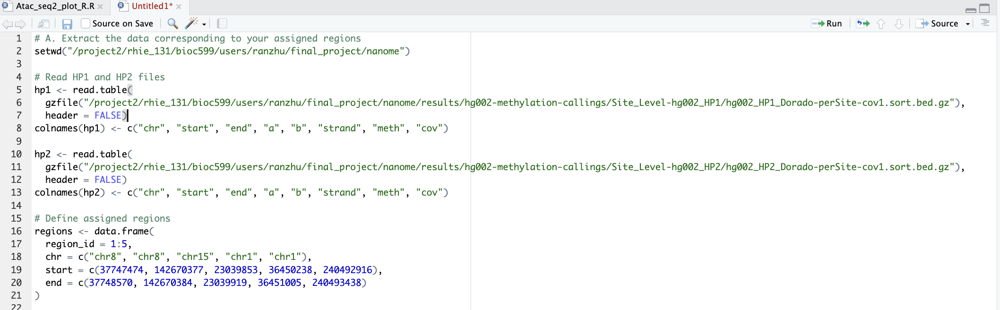 Atac_seq2_plot_R.R
Untitled1*
Source on Save
Run
Source
1 # A. Extract the data corresponding to your assigned regions
2 setwd("/project2/rhie_131/bioc599/users/ranzhu/final_project/nanome")
3
4 # Read HP1 and HP2 files
5 hp1 <- read.table(
6   gzfile("/project2/rhie_131/bioc599/users/ranzhu/final_project/nanome/results/hg002-methylation-callings/Site_Level-hg002_HP1/hg002_HP1_Dorado-perSite-cov1.sort.bed.gz"),
7   header = FALSE)
8 colnames(hp1) <- c("chr", "start", "end", "a", "b", "strand", "meth", "cov")
9
10 hp2 <- read.table(
11   gzfile("/project2/rhie_131/bioc599/users/ranzhu/final_project/nanome/results/hg002-methylation-callings/Site_Level-hg002_HP2/hg002_HP2_Dorado-perSite-cov1.sort.bed.gz"),
12   header = FALSE)
13 colnames(hp2) <- c("chr", "start", "end", "a", "b", "strand", "meth", "cov")
14
15 # Define assigned regions
16 regions <- data.frame(
17   region_id = 1:5,
18   chr = c("chr8", "chr8", "chr15", "chr1", "chr1"),
19   start = c(37747474, 142670377, 23039853, 36450238, 240492916),
20   end = c(37748570, 142670384, 23039919, 36451005, 240493438)
21 )
22